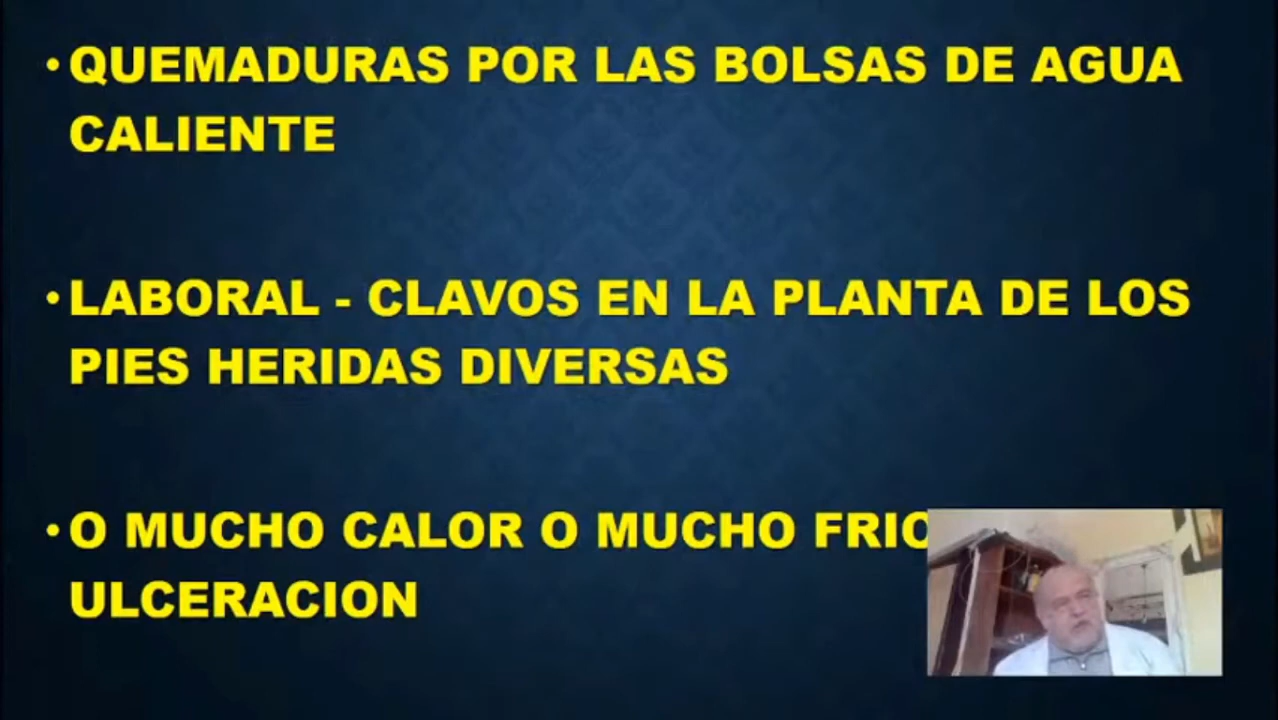 • QUEMADURAS POR LAS BOLSAS DE AGUA
CALIENTE
• LABORAL - CLAVOS EN LA PLANTA DE LOS
PIES HERIDAS DIVERSAS
• O MUCHO CALOR O MUCHO FRIO
ULCERACION